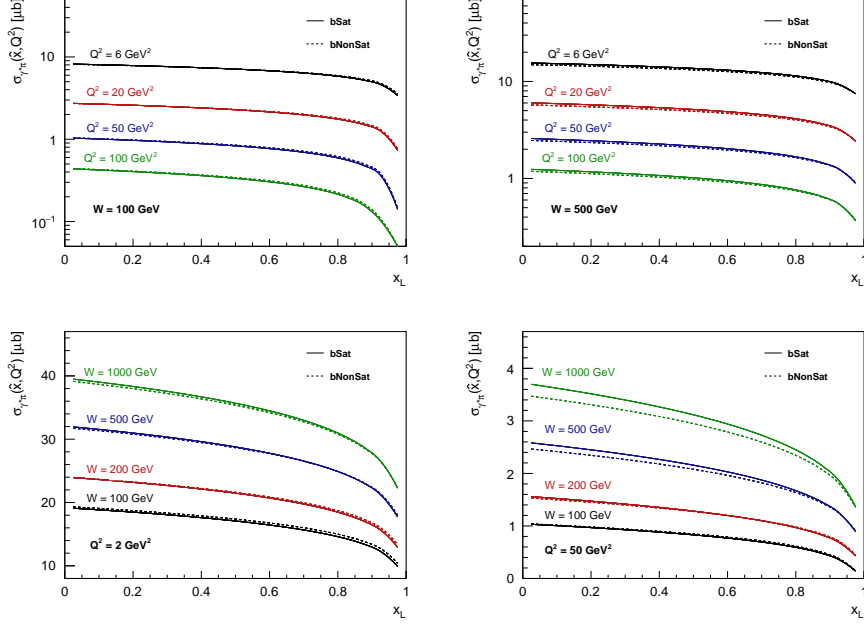 σγ*π(x̂,Q²) [μb]
bSat
bNonSat
Q² = 6 GeV²
Q² = 20 GeV²
Q² = 50 GeV²
Q² = 100 GeV²
W = 100 GeV
10
1
10⁻¹
0 0.2 0.4 0.6 0.8 1
x_L
σγ*π(x̂,Q²) [μb]
bSat
bNonSat
Q² = 6 GeV²
Q² = 20 GeV²
Q² = 50 GeV²
Q² = 100 GeV²
W = 500 GeV
10
1
0 0.2 0.4 0.6 0.8 1
x_L
σγ*π(x̂,Q²) [μb]
bSat
bNonSat
W = 1000 GeV
W = 500 GeV
W = 200 GeV
W = 100 GeV
Q² = 2 GeV²
40
30
20
10
0 0.2 0.4 0.6 0.8 1
x_L
σγ*π(x̂,Q²) [μb]
bSat
bNonSat
W = 1000 GeV
W = 500 GeV
W = 200 GeV
W = 100 GeV
Q² = 50 GeV²
4
3
2
1
0
0 0.2 0.4 0.6 0.8 1
x_L